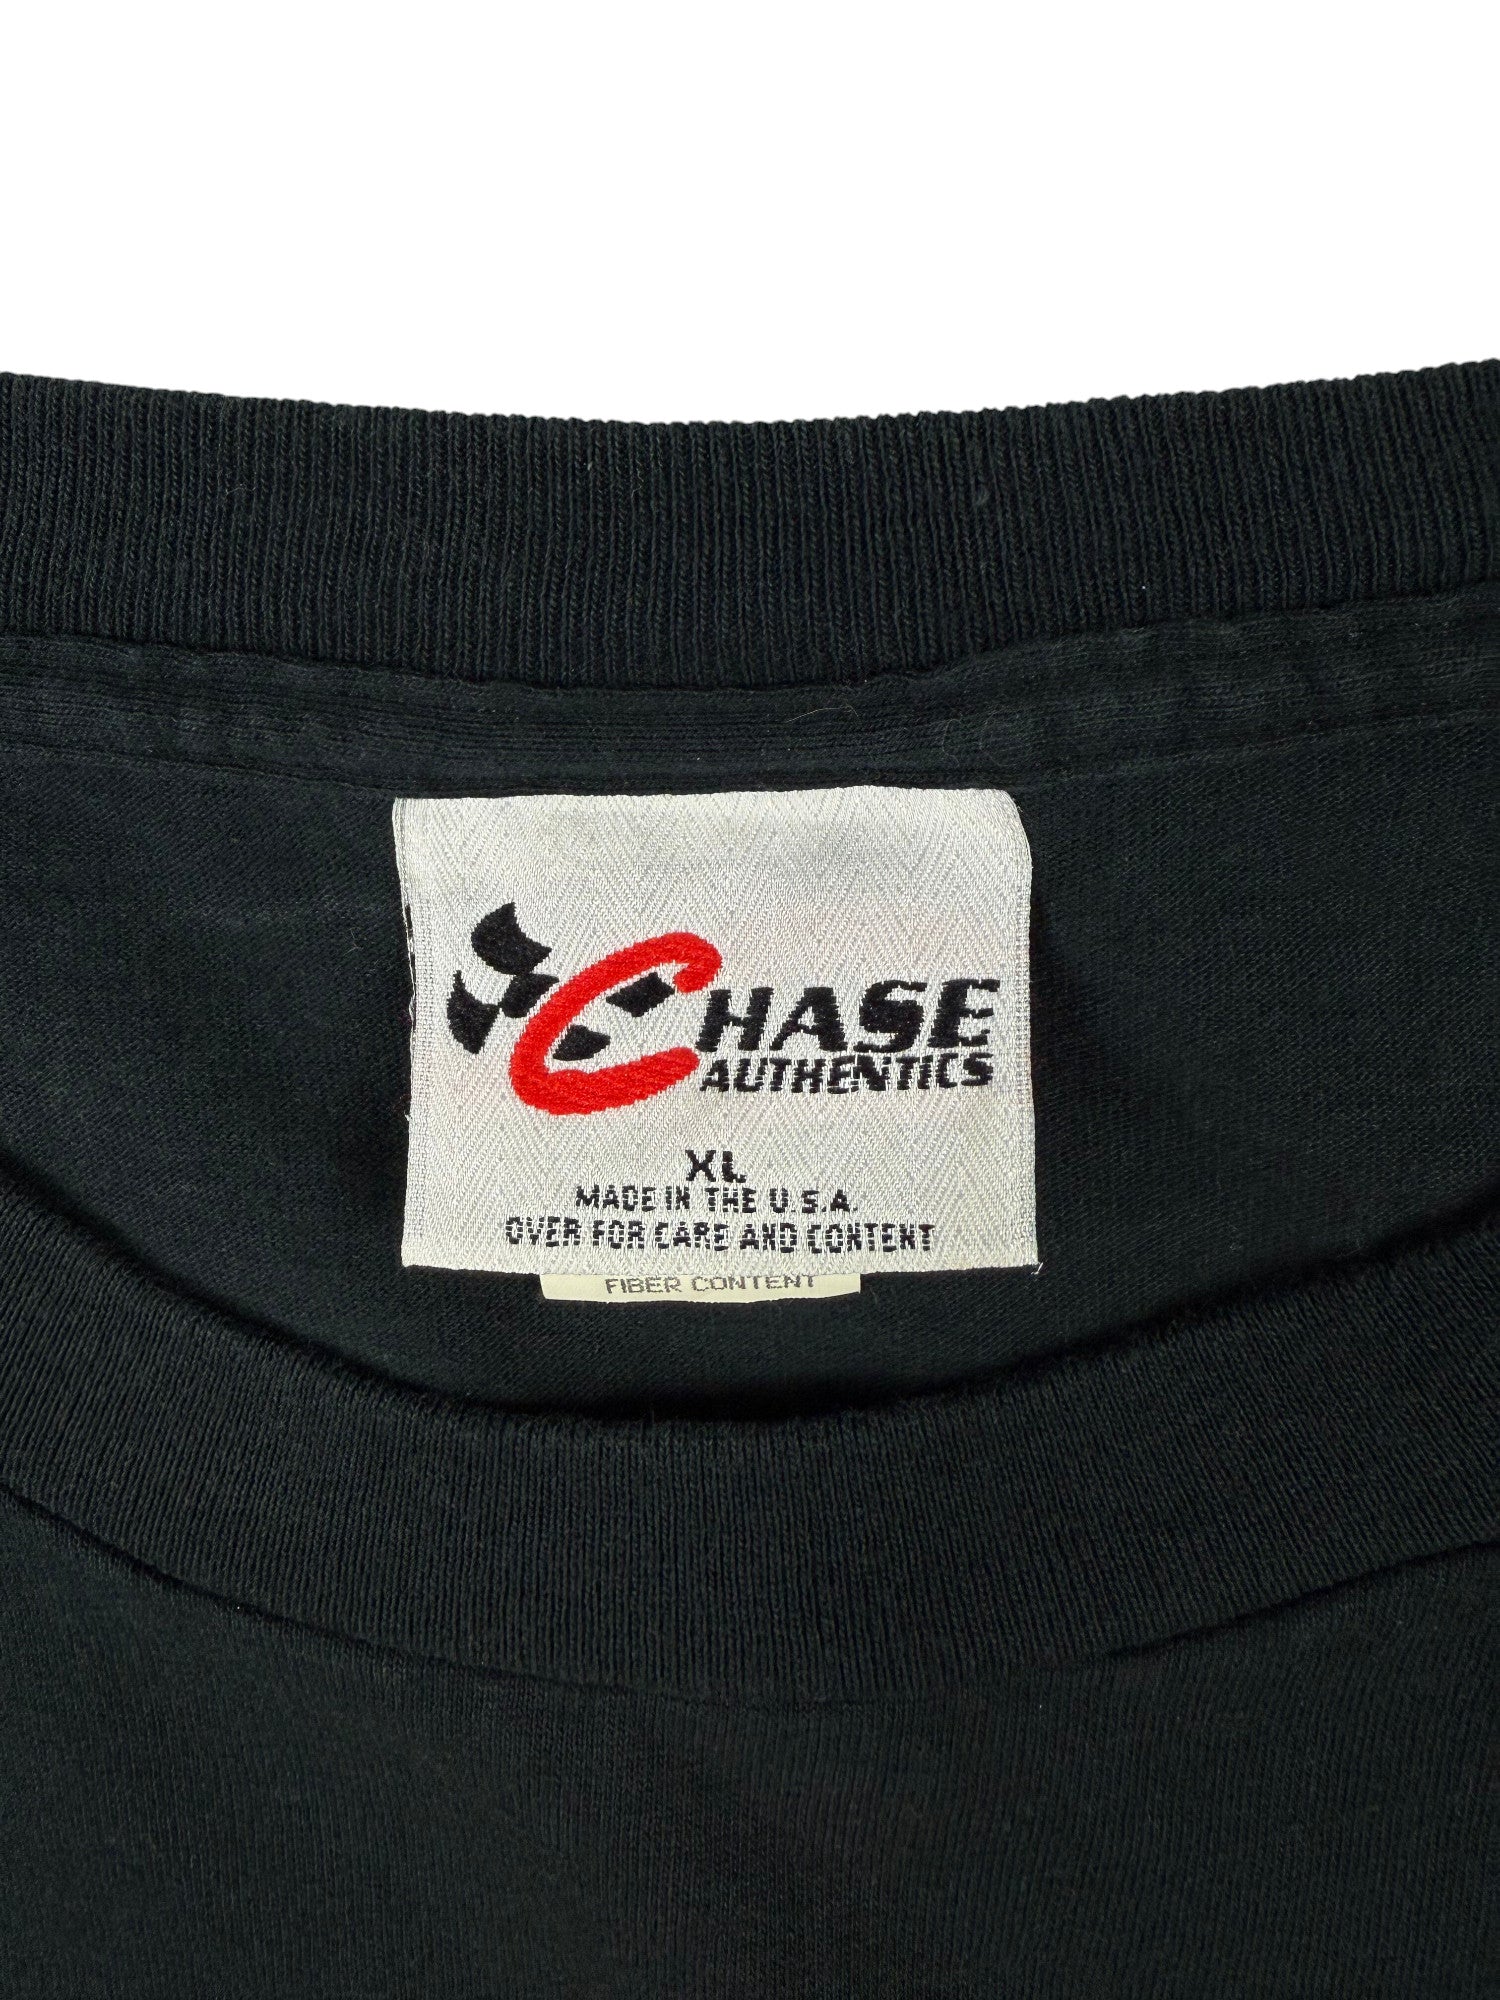 CHASE
AUTHENTICS
XL
MADE IN THE U.S.A.
OVER FOR CARE AND CONTENT
FIBER CONTENT